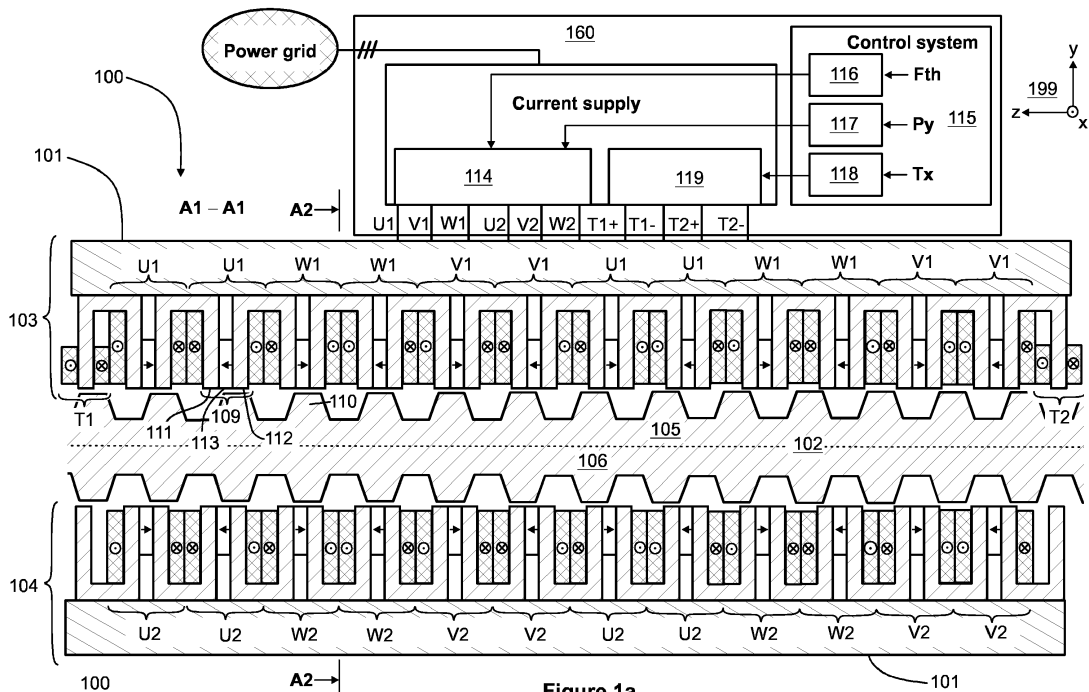 160
Control system
Power grid
116
Fth
100
Current supply
117
Py
115
199
y
z
x
101
A1 – A1
A2
114
119
118
Tx
U1 V1 W1 U2 V2 W2 T1+ T1- T2+ T2-
U1 U1 W1 W1 V1 V1 U1 U1 W1 W1 V1 V1
103
T1
111
113
109
112
110
105
102
T2
106
104
U2 U2 W2 W2 V2 V2 U2 U2 W2 W2 V2 V2
100
A2
101
Figure 1a